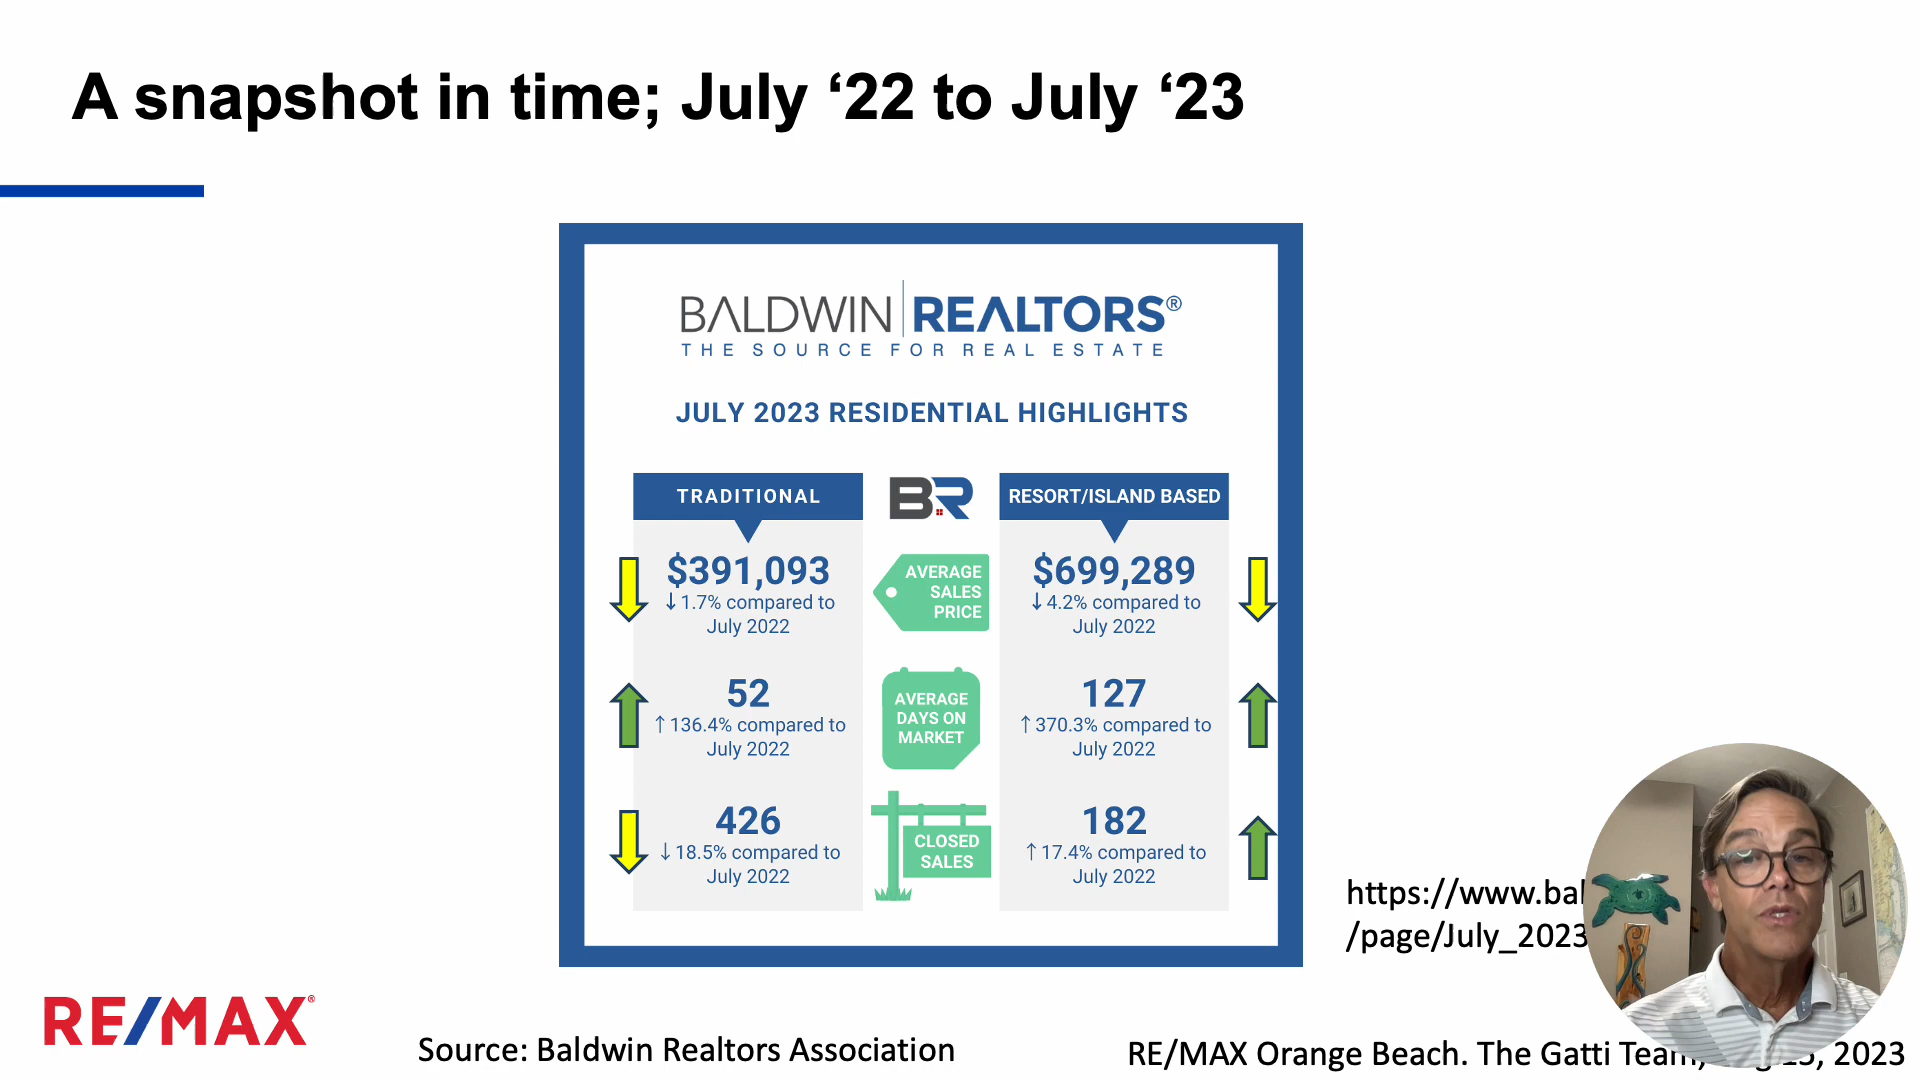 A snapshot in time; July ‘22 to July ‘23
BALDWIN REALTORS®
THE SOURCE FOR REAL ESTATE
JULY 2023 RESIDENTIAL HIGHLIGHTS
TRADITIONAL
BR
RESORT/ISLAND BASED
$391,093
↓1.7% compared to
July 2022
AVERAGE
SALES
PRICE
$699,289
↓4.2% compared to
July 2022
52
↑136.4% compared to
July 2022
AVERAGE
DAYS ON
MARKET
127
↑370.3% compared to
July 2022
426
↓18.5% compared to
July 2022
CLOSED
SALES
182
↑17.4% compared to
July 2022
https://www.bal
/page/July_2023
RE/MAX®
Source: Baldwin Realtors Association
RE/MAX Orange Beach. The Gatti Team, 2023